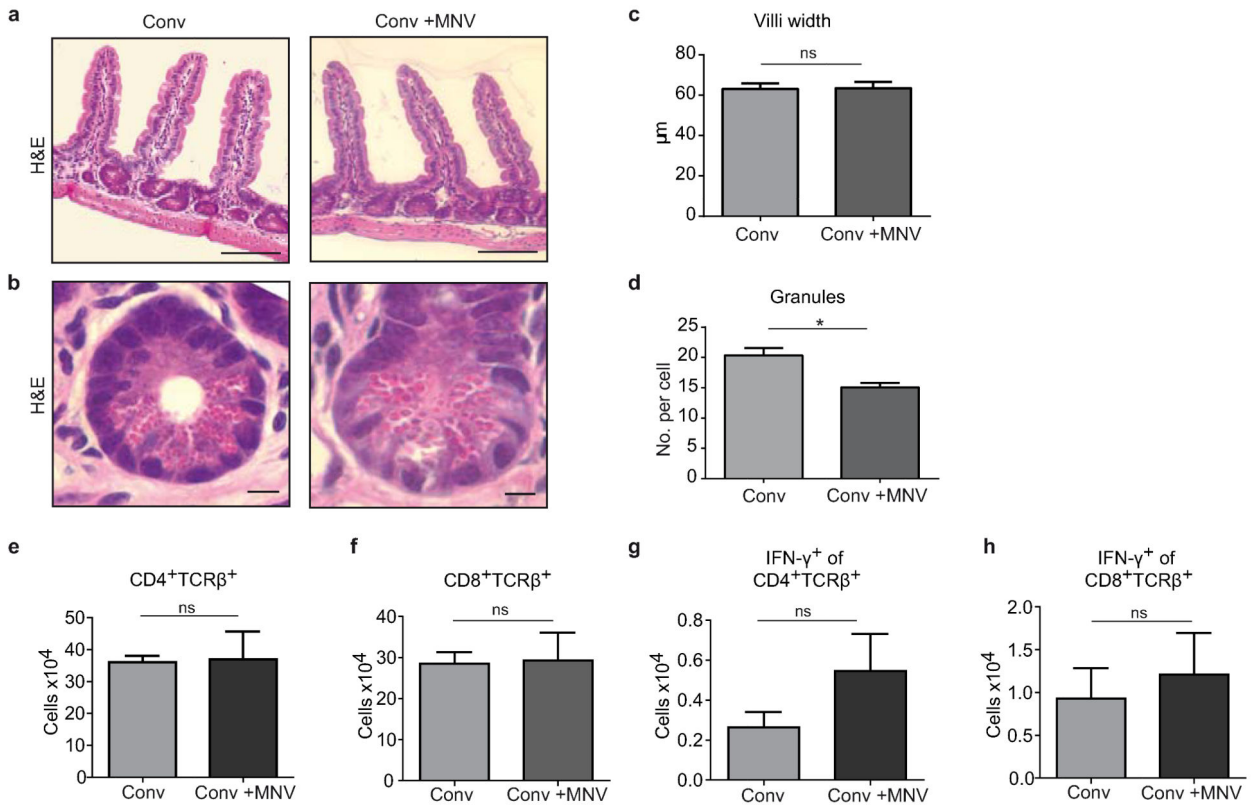 a
Conv
Conv +MNV
H&E
b
H&E
c
Villi width
ns
80
60
40
20
0
µm
Conv
Conv +MNV
d
Granules
*
25
20
15
10
5
0
No. per cell
Conv
Conv +MNV
e
CD4⁺TCRβ⁺
ns
50
40
30
20
10
0
Cells x10⁴
Conv
Conv +MNV
f
CD8⁺TCRβ⁺
ns
40
30
20
10
0
Cells x10⁴
Conv
Conv +MNV
g
IFN-γ⁺ of
CD4⁺TCRβ⁺
ns
0.8
0.6
0.4
0.2
0.0
Cells x10⁴
Conv
Conv +MNV
h
IFN-γ⁺ of
CD8⁺TCRβ⁺
ns
2.0
1.5
1.0
0.5
0.0
Cells x10⁴
Conv
Conv +MNV